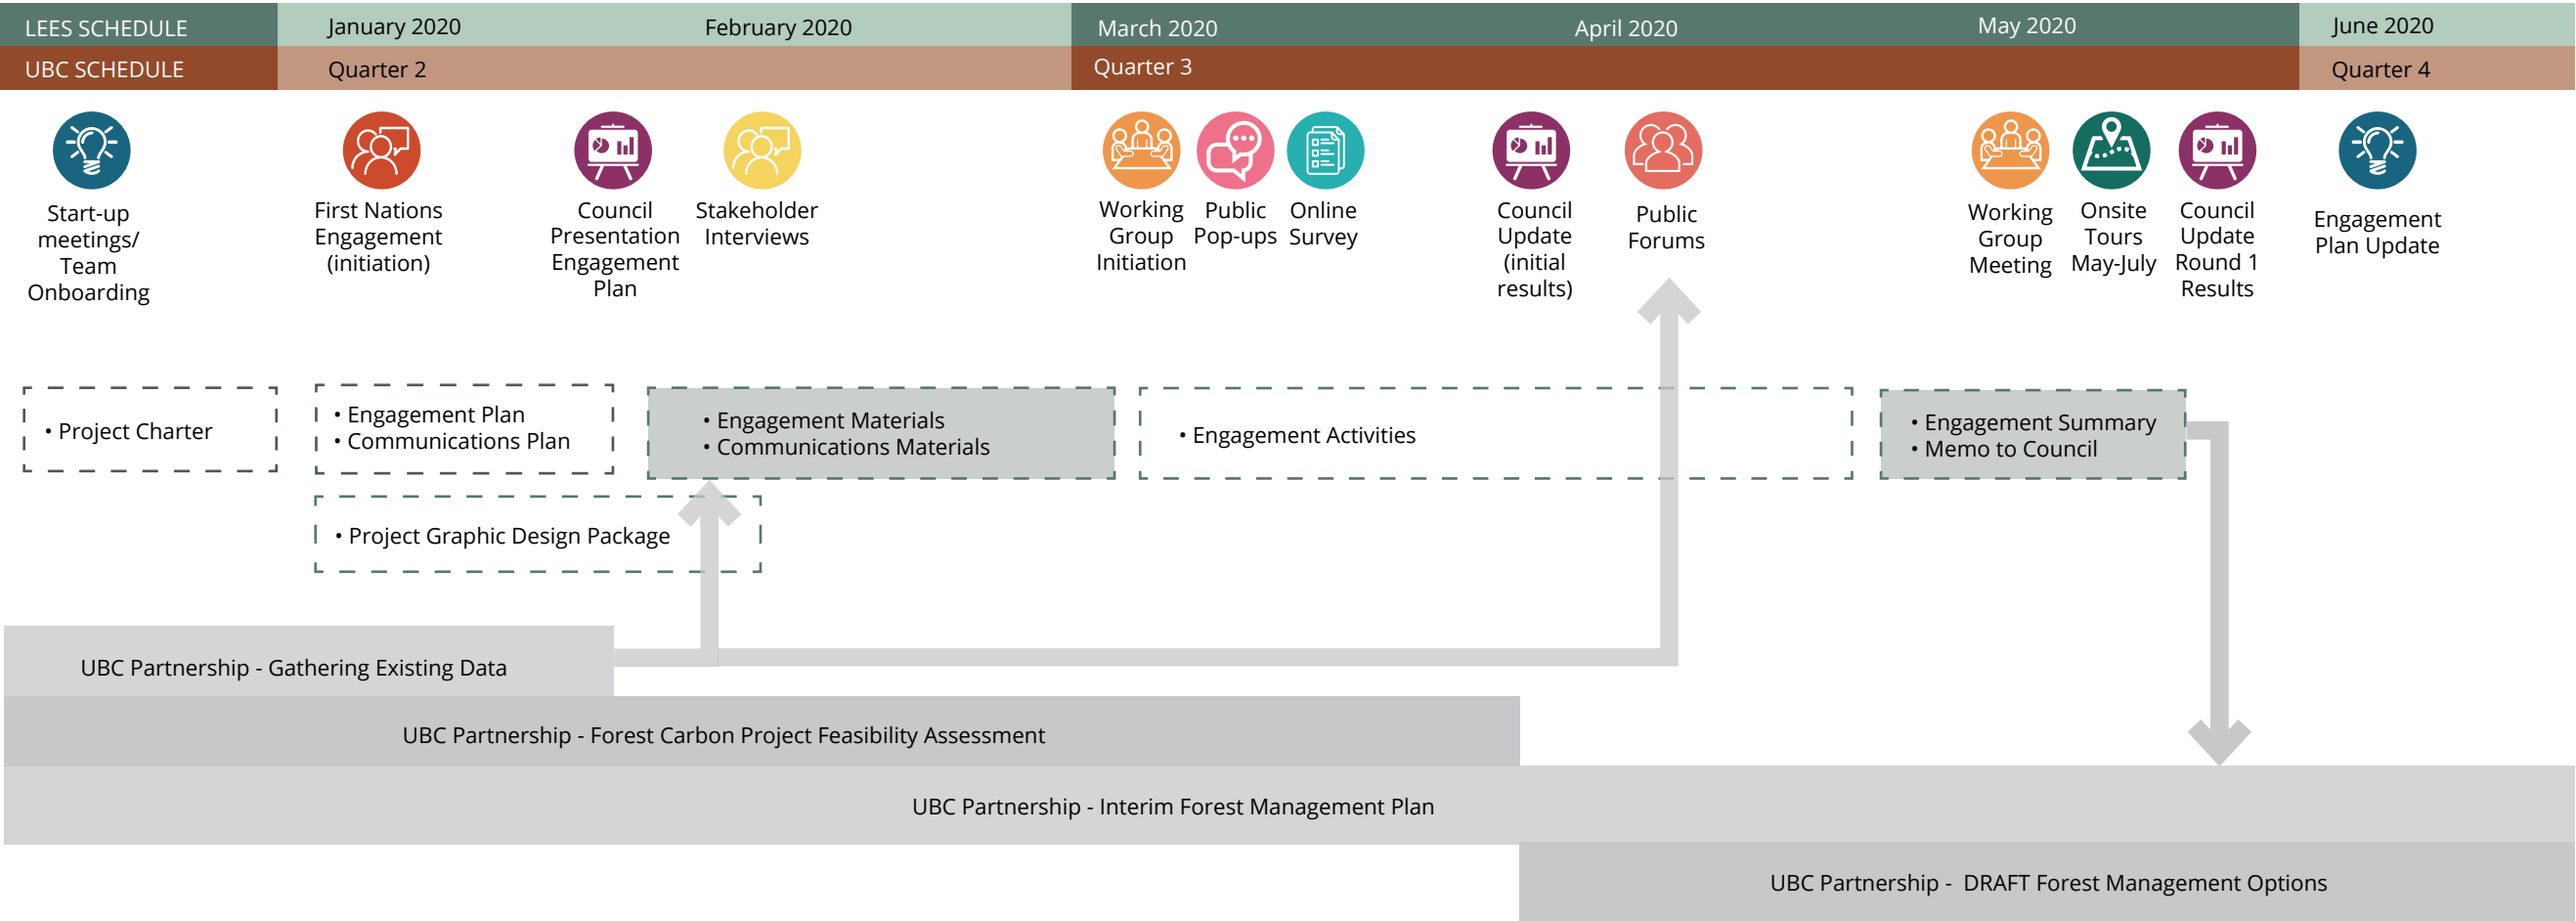 LEES SCHEDULE
January 2020
February 2020
March 2020
April 2020
May 2020
June 2020
UBC SCHEDULE
Quarter 2
Quarter 3
Quarter 4
Start-up
meetings/
Team
Onboarding
First Nations
Engagement
(initiation)
Council
Presentation
Engagement
Plan
Stakeholder
Interviews
Working
Group
Initiation
Public
Pop-ups
Online
Survey
Council
Update
(initial
results)
Public
Forums
Working
Group
Meeting
Onsite
Tours
May-July
Council
Update
Round 1
Results
Engagement
Plan Update
• Project Charter
• Engagement Plan
• Communications Plan
• Engagement Materials
• Communications Materials
• Engagement Activities
• Engagement Summary
• Memo to Council
• Project Graphic Design Package
UBC Partnership - Gathering Existing Data
UBC Partnership - Forest Carbon Project Feasibility Assessment
UBC Partnership - Interim Forest Management Plan
UBC Partnership - DRAFT Forest Management Options